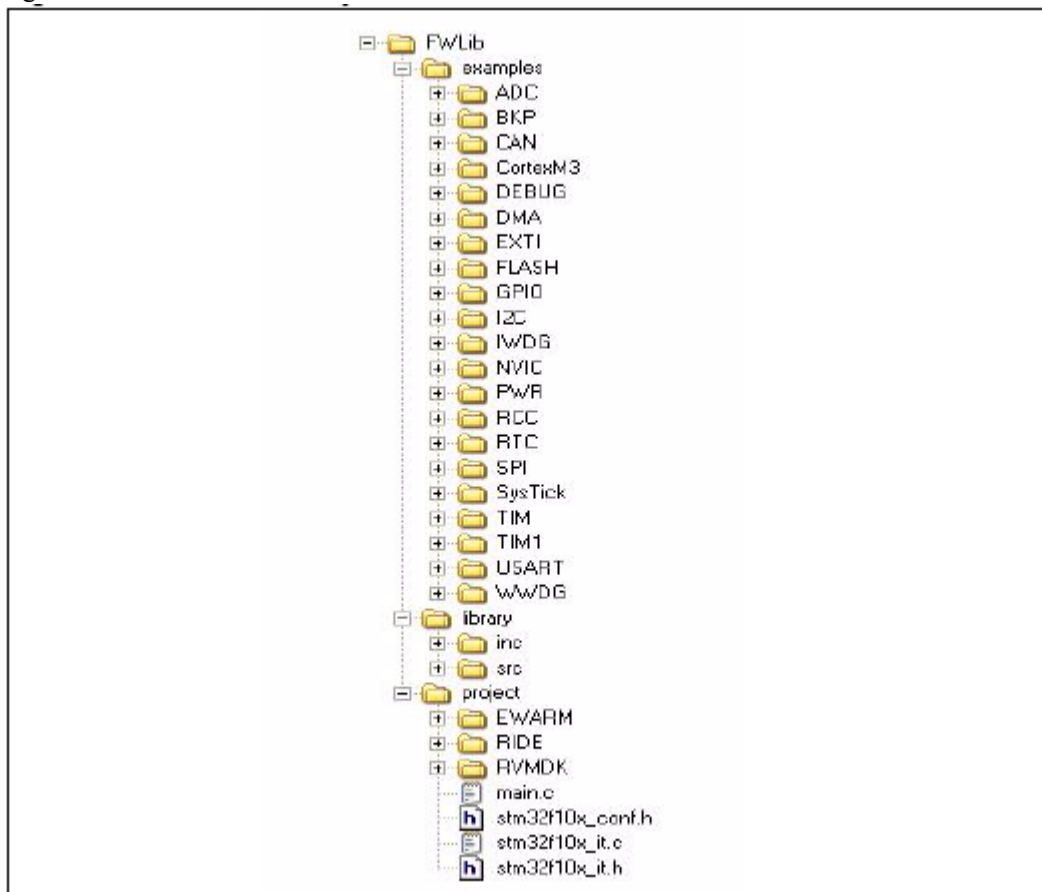 FWLib
examples
ADC
BKP
CAN
CortexM3
DEBUG
DMA
EXTI
FLASH
GPIO
I2C
IWDG
NVIC
PWR
RCC
RTC
SPI
SysTick
TIM
TIM1
USART
WWDG
library
inc
src
project
EWARM
RIDE
RVMDK
main.c
stm32f10x_conf.h
stm32f10x_it.c
stm32f10x_it.h